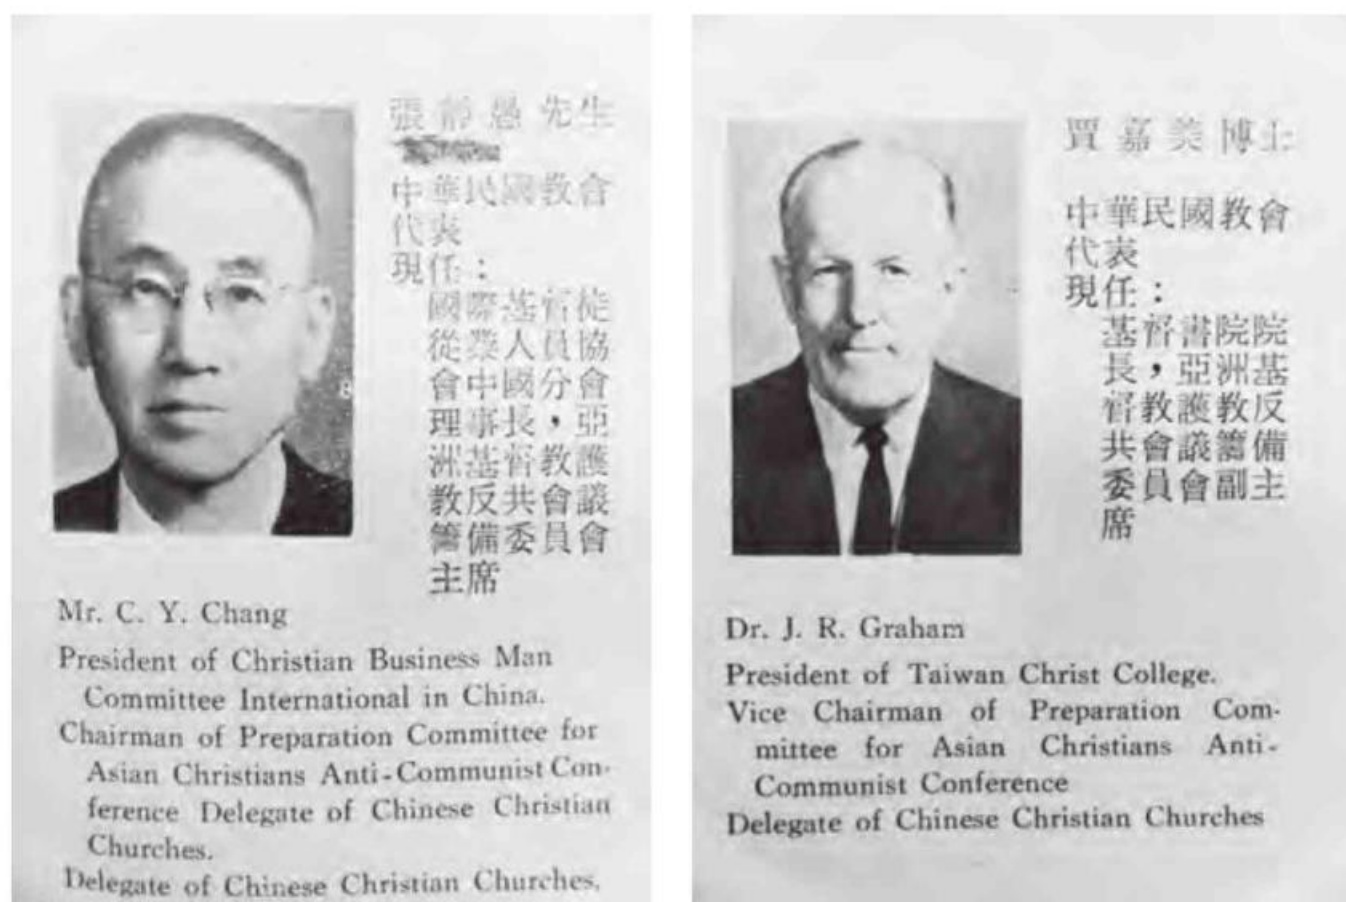 張靜愚先生
中華民國教會
代表
現任：
國際基督徒
從業人員協
會中國分會
理事長，亞
洲基督教護
教反共會議
籌備委員會
主席
Mr. C. Y. Chang
President of Christian Business Man
Committee International in China.
Chairman of Preparation Committee for
Asian Christians Anti-Communist Con-
ference Delegate of Chinese Christian
Churches.
Delegate of Chinese Christian Churches.
賈嘉美博士
中華民國教會
代表
現任：
基督書院院
長，亞洲基
督教護教反
共會議籌備
委員會副主
席
Dr. J. R. Graham
President of Taiwan Christ College.
Vice Chairman of Preparation Com-
mittee for Asian Christians Anti-
Communist Conference
Delegate of Chinese Christian Churches